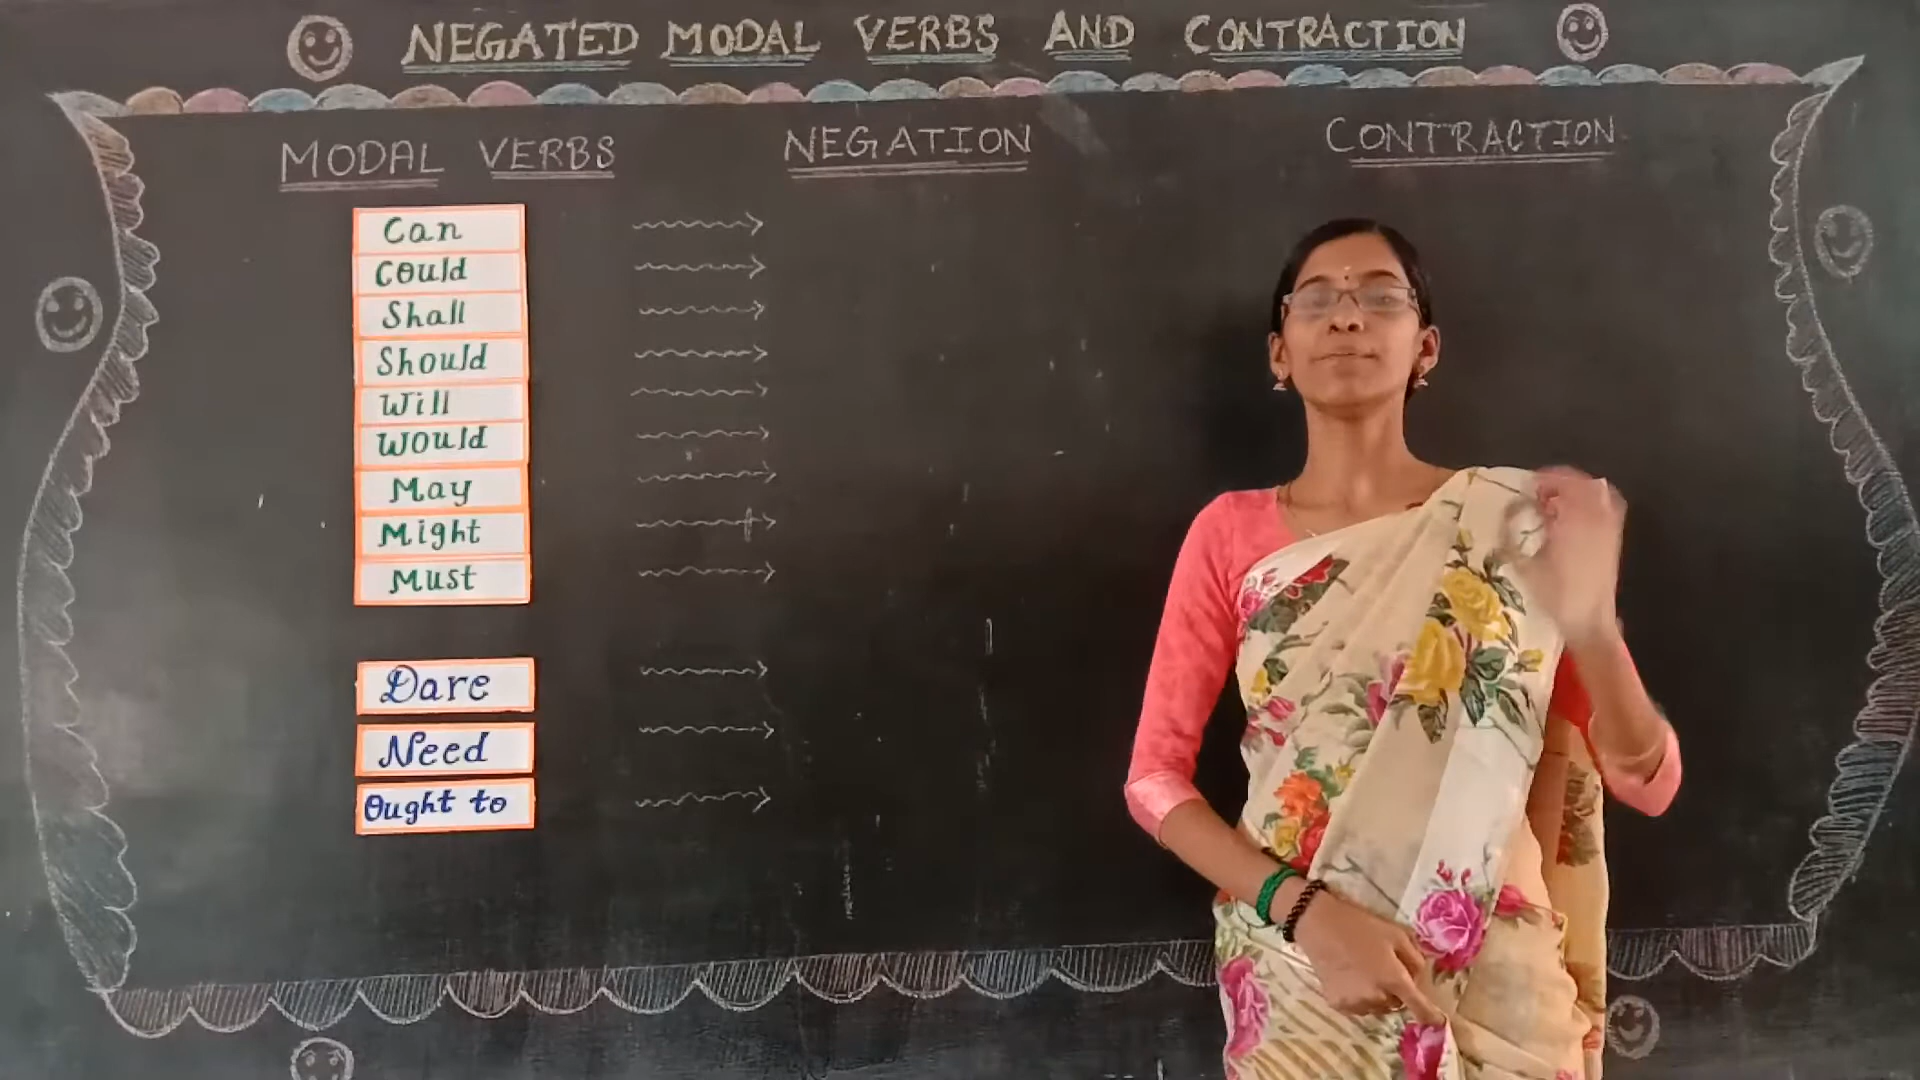 NEGATED MODAL VERBS AND CONTRACTION
MODAL VERBS NEGATION CONTRACTION
Can
Could
Shall
Should
Will
Would
May
Might
Must
Dare
Need
Ought to